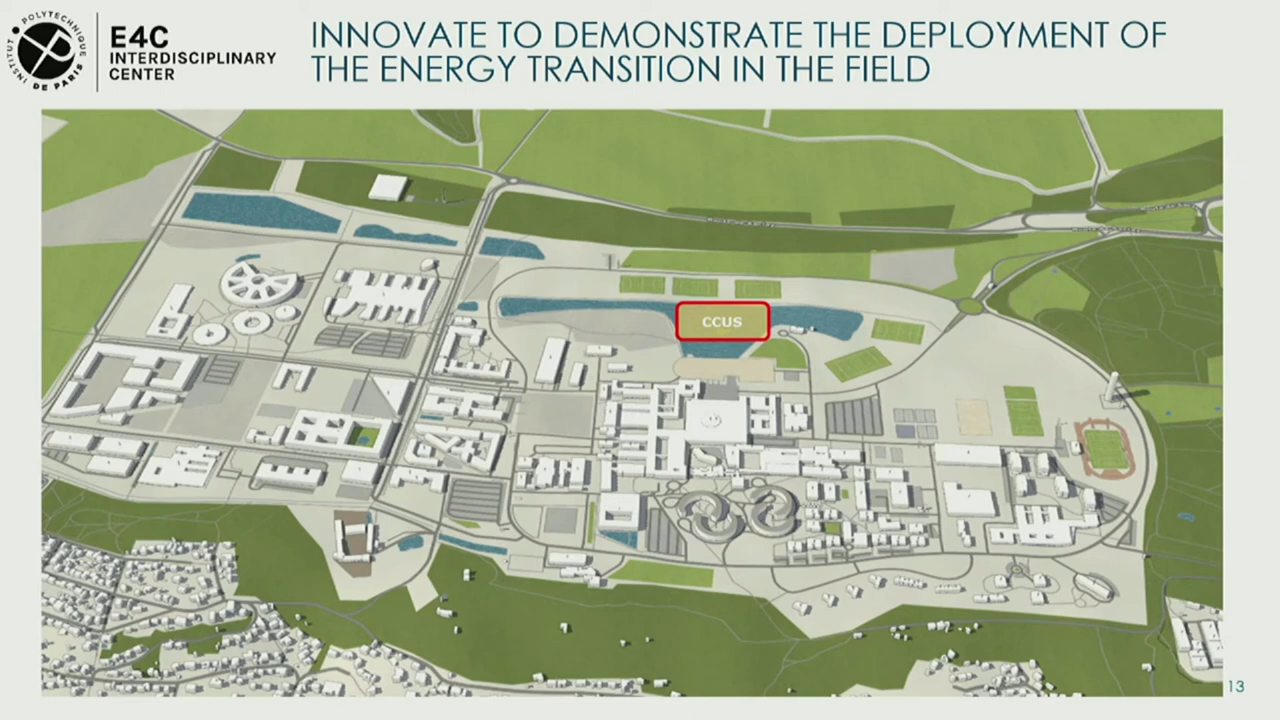 INSTITUT POLYTECHNIQUE DE PARIS
E4C
INTERDISCIPLINARY
CENTER
INNOVATE TO DEMONSTRATE THE DEPLOYMENT OF
THE ENERGY TRANSITION IN THE FIELD
CCUS
13